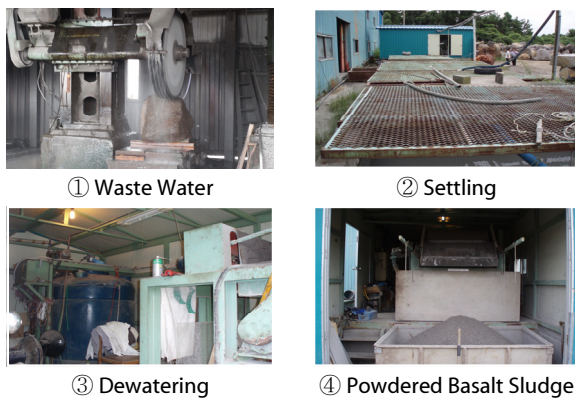 ① Waste Water
② Settling
③ Dewatering
④ Powdered Basalt Sludge